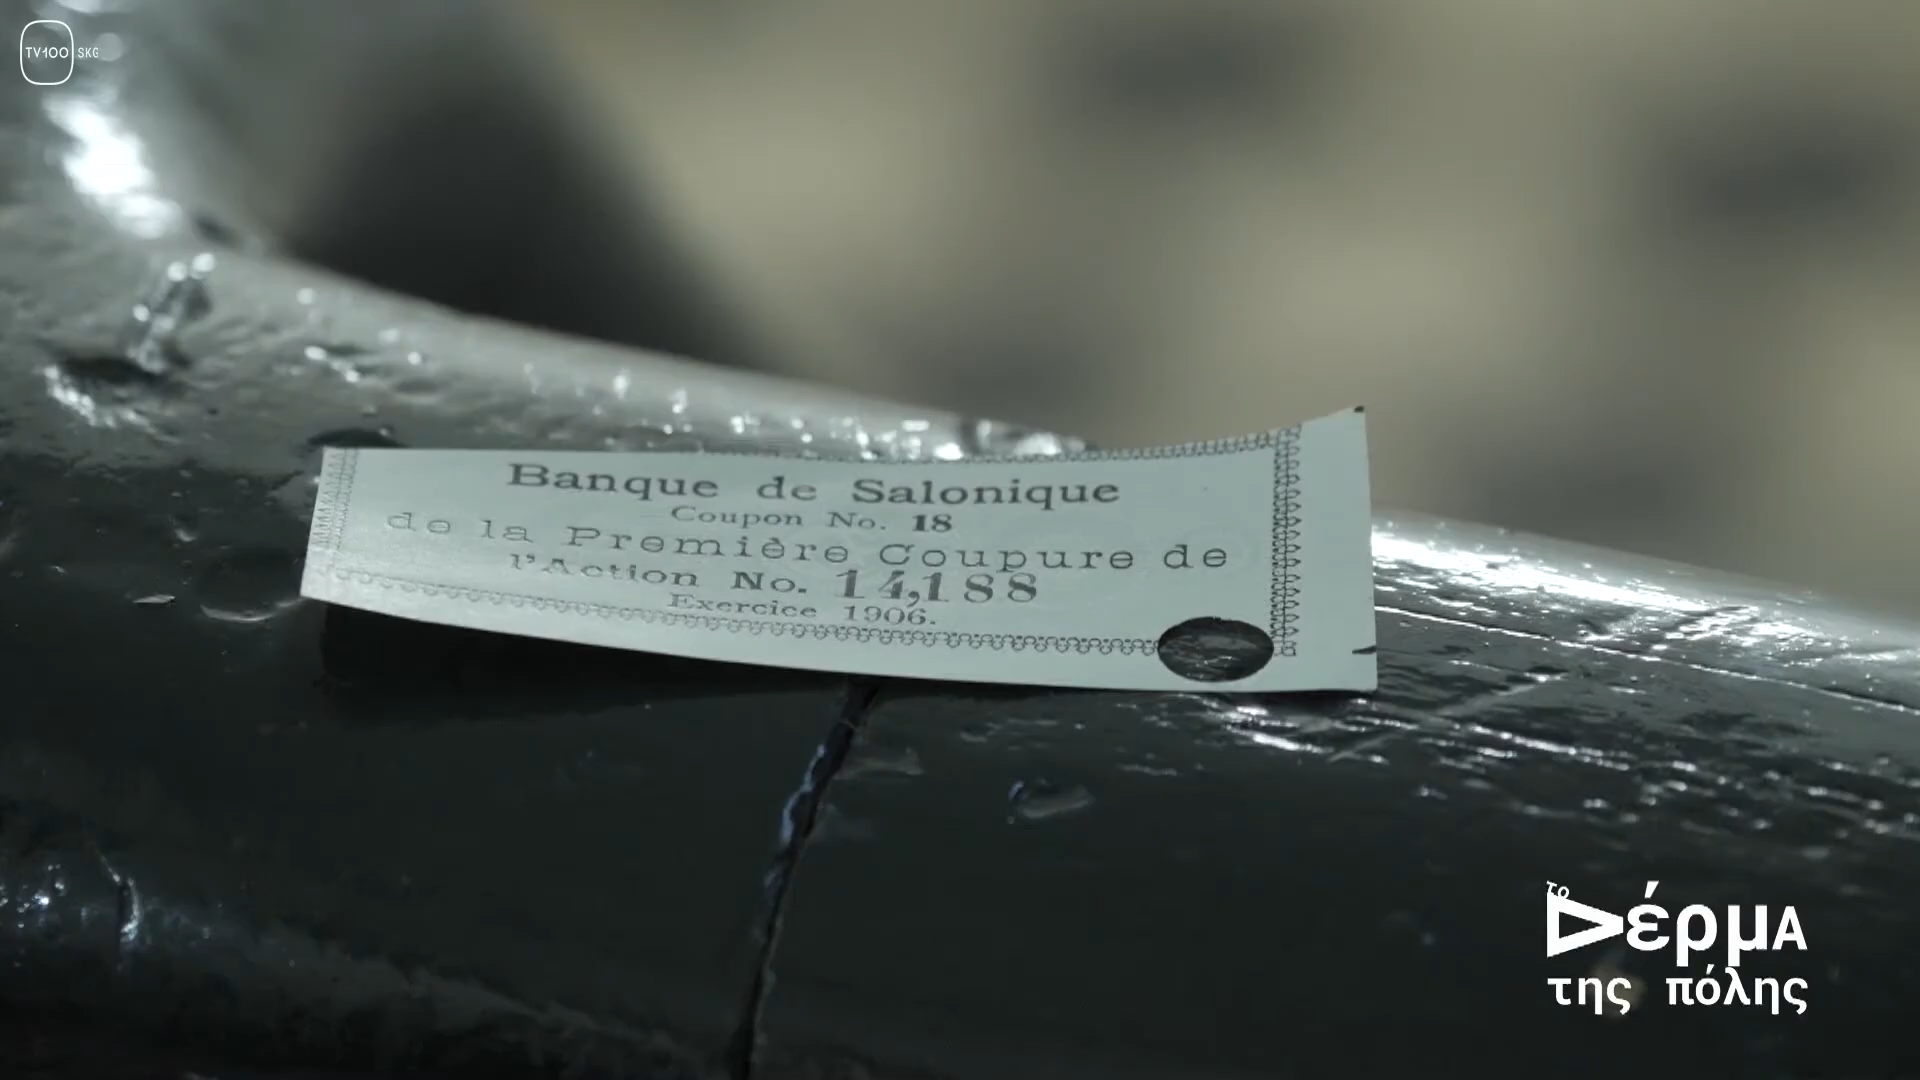 TV100 SKG
Banque de Salonique
Coupon No. 18
de la Première Coupure de
l'Action No. 14,188
Exercice 1906.
το
ΔέρμΑ
της πόλης